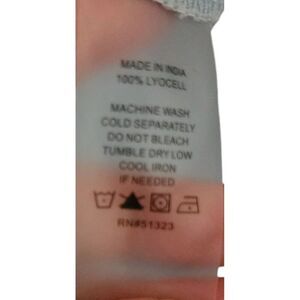 MADE IN INDIA
100% LYOCELL
MACHINE WASH
COLD SEPARATELY
DO NOT BLEACH
TUMBLE DRY LOW
COOL IRON
IF NEEDED
RN#51323